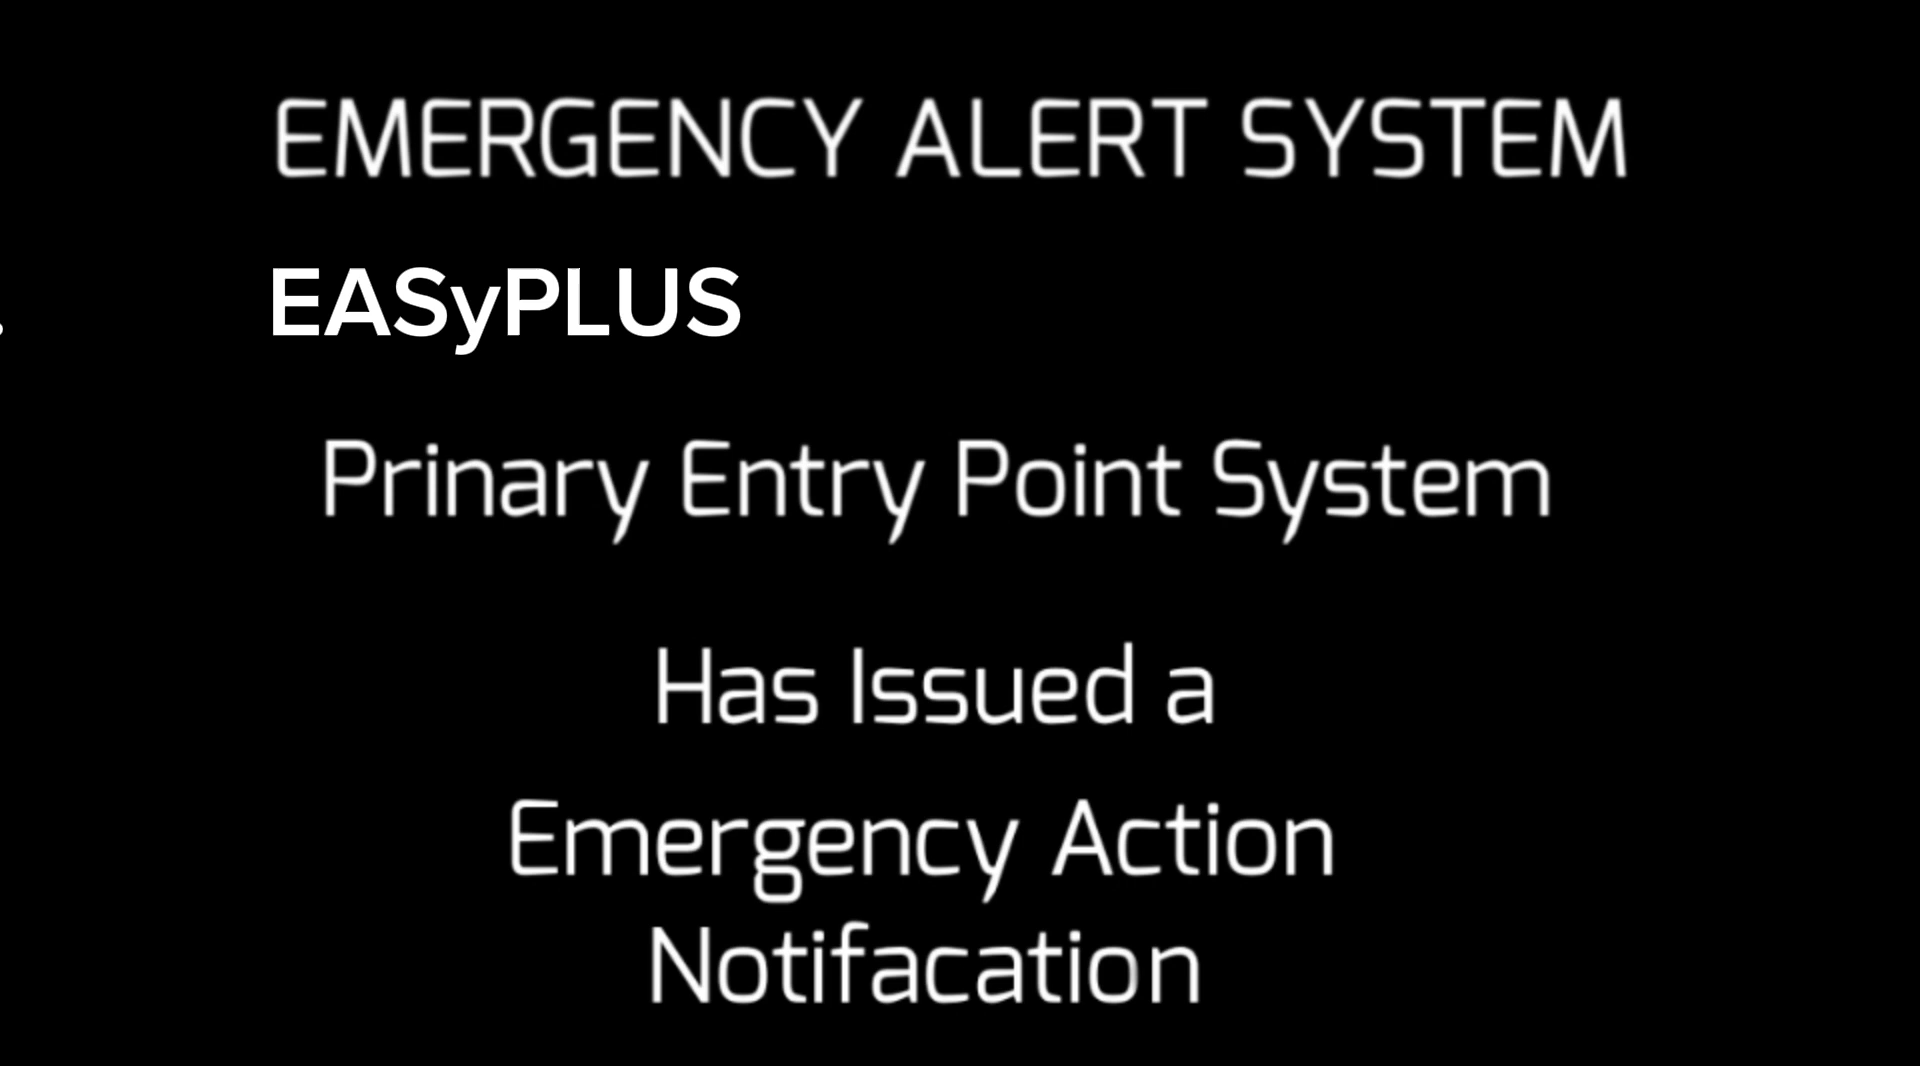 EMERGENCY ALERT SYSTEM
. EASyPLUS
Prinary Entry Point System
Has Issued a
Emergency Action
Notifacation